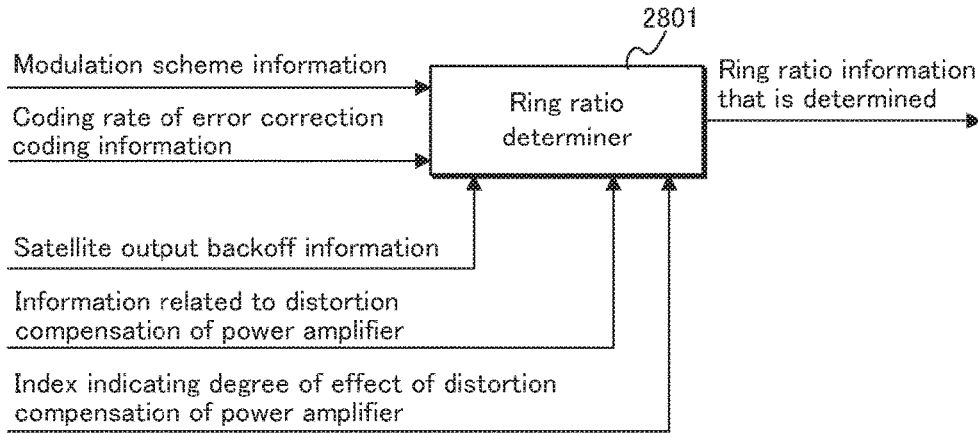 2801
Modulation scheme information
Coding rate of error correction
coding information
Ring ratio
determiner
Ring ratio information
that is determined
Satellite output backoff information
Information related to distortion
compensation of power amplifier
Index indicating degree of effect of distortion
compensation of power amplifier